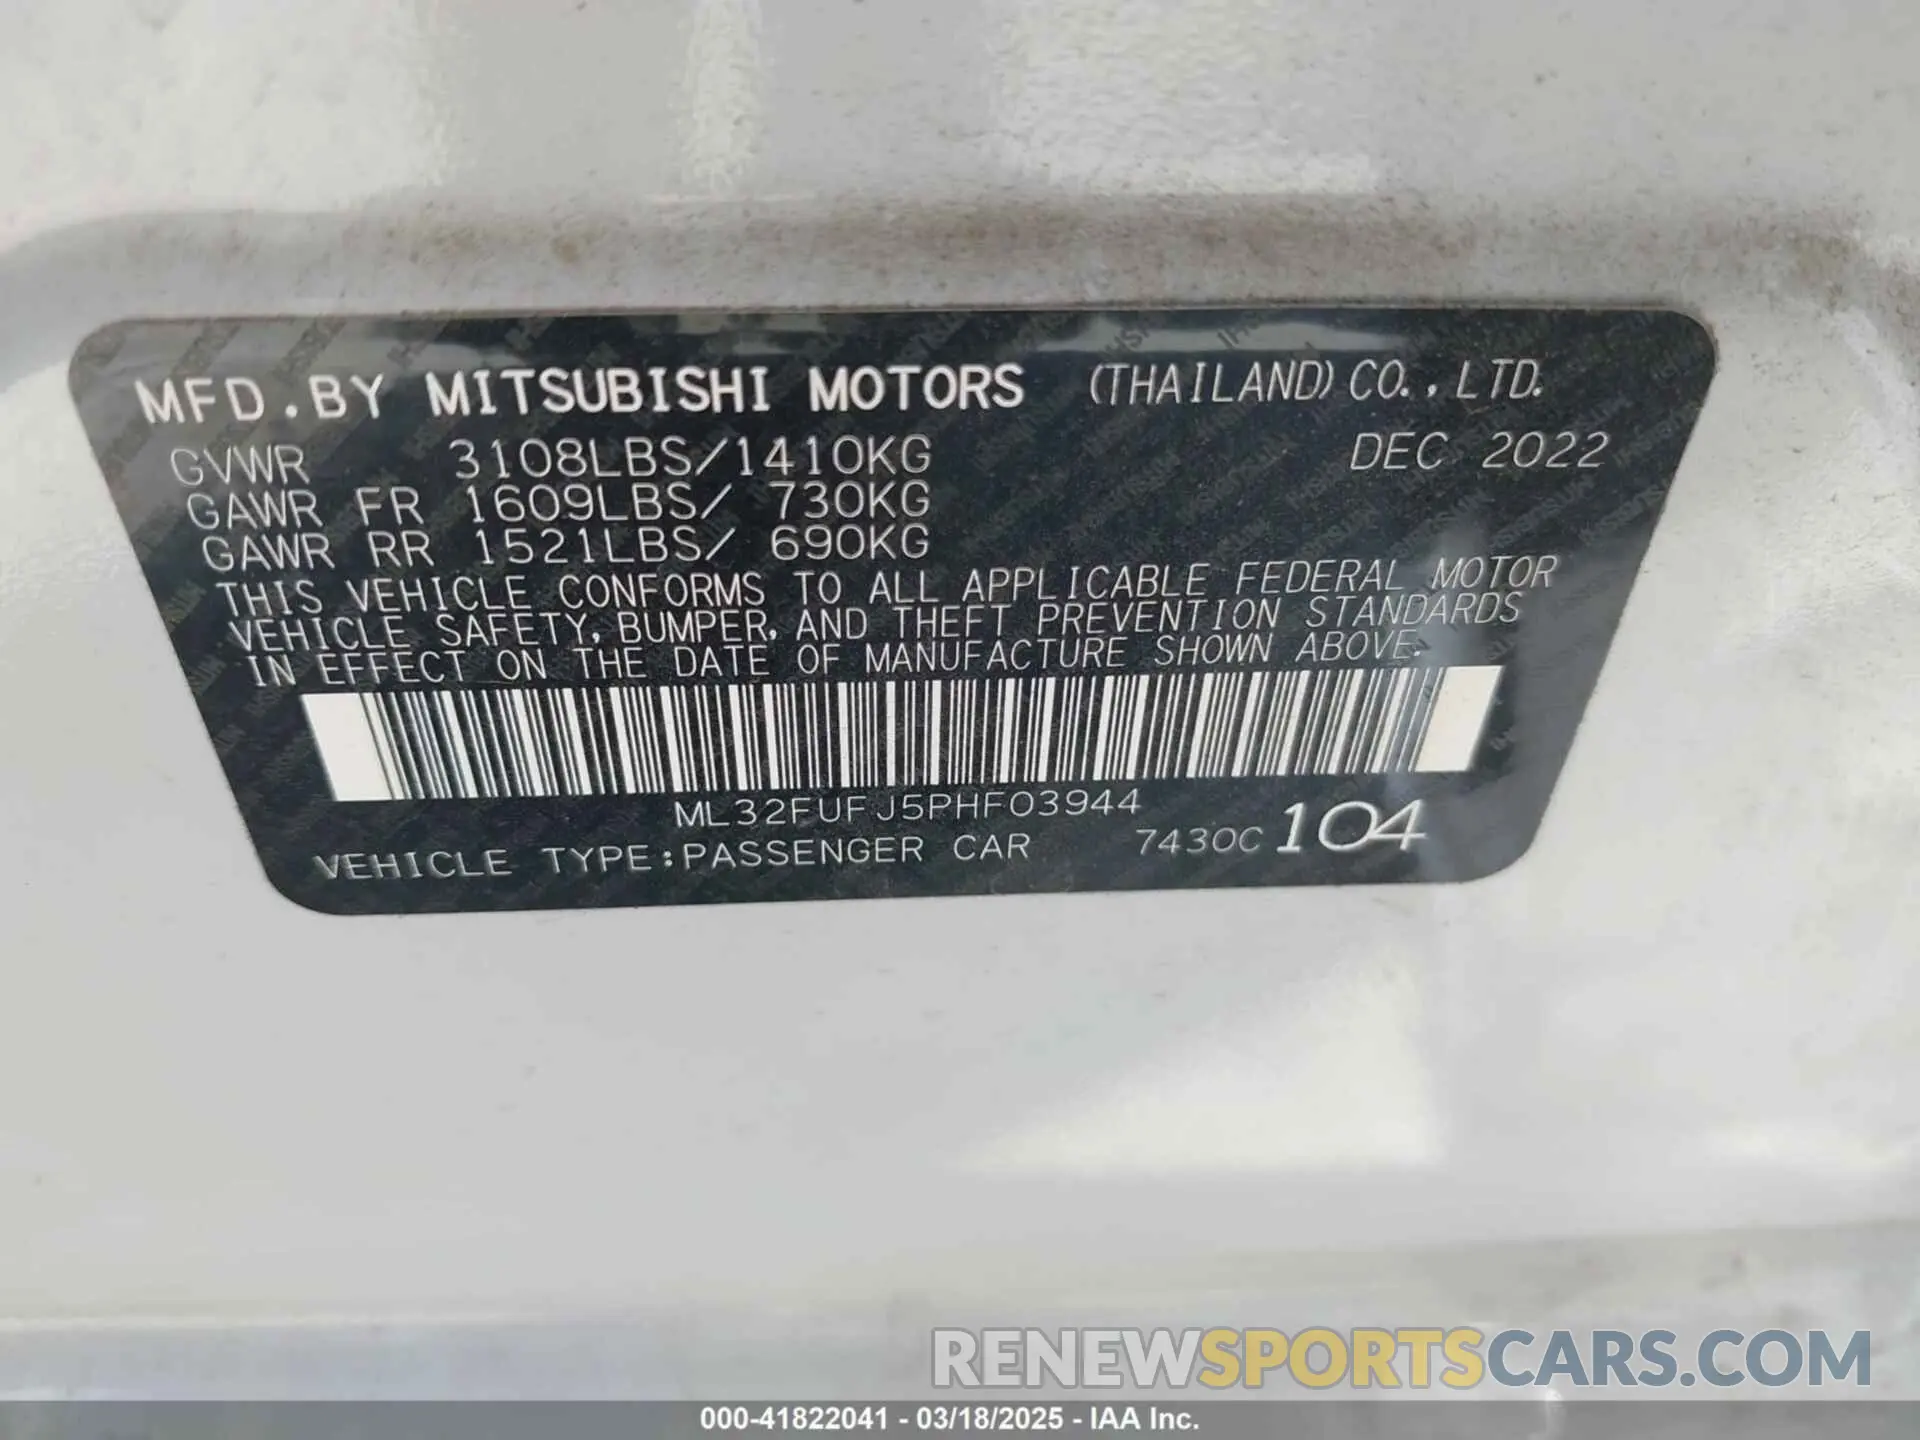 MFD.BY MITSUBISHI MOTORS (THAILAND) CO.,LTD.
GVWR 3108LBS/1410KG DEC 2022
GAWR FR 1609LBS/ 730KG
GAWR RR 1521LBS/ 690KG
THIS VEHICLE CONFORMS TO ALL APPLICABLE FEDERAL MOTOR
VEHICLE SAFETY, BUMPER, AND THEFT PREVENTION STANDARDS
IN EFFECT ON THE DATE OF MANUFACTURE SHOWN ABOVE.
ML32FUFJ5PHF03944
VEHICLE TYPE:PASSENGER CAR 7430C 104
RENEWSPORTSCARS.COM
000-41822041 - 03/18/2025 - IAA Inc.